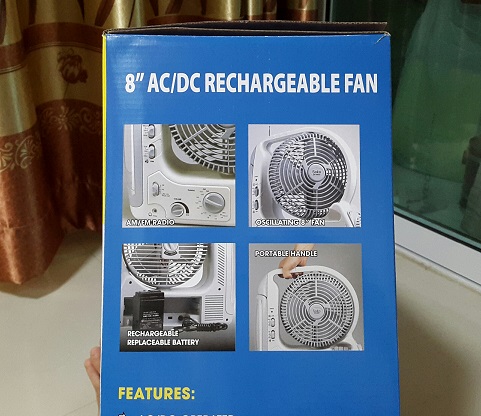 8" AC/DC RECHARGEABLE FAN
AM/FM RADIO
OSCILLATING 8" FAN
RECHARGEABLE
REPLACEABLE BATTERY
PORTABLE HANDLE
FEATURES: